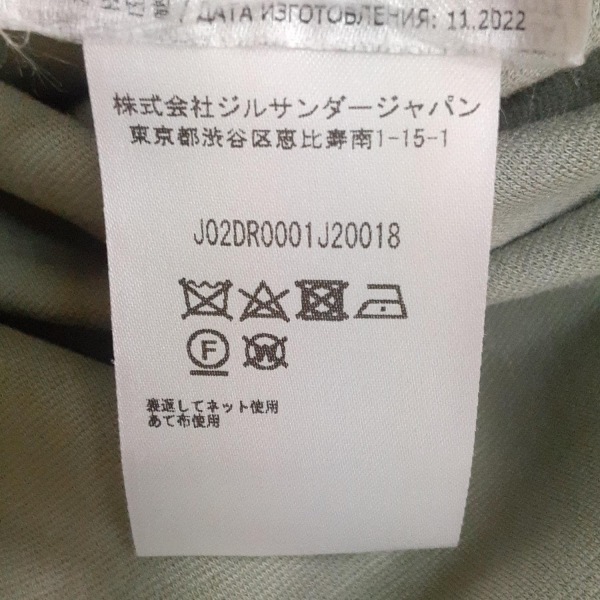 / ДАТА ИЗГОТОВЛЕНИЯ: 11.2022
株式会社ジルサンダージャパン
東京都渋谷区恵比寿南1-15-1
J02DR0001J20018
F
W
裏返してネット使用
あて布使用